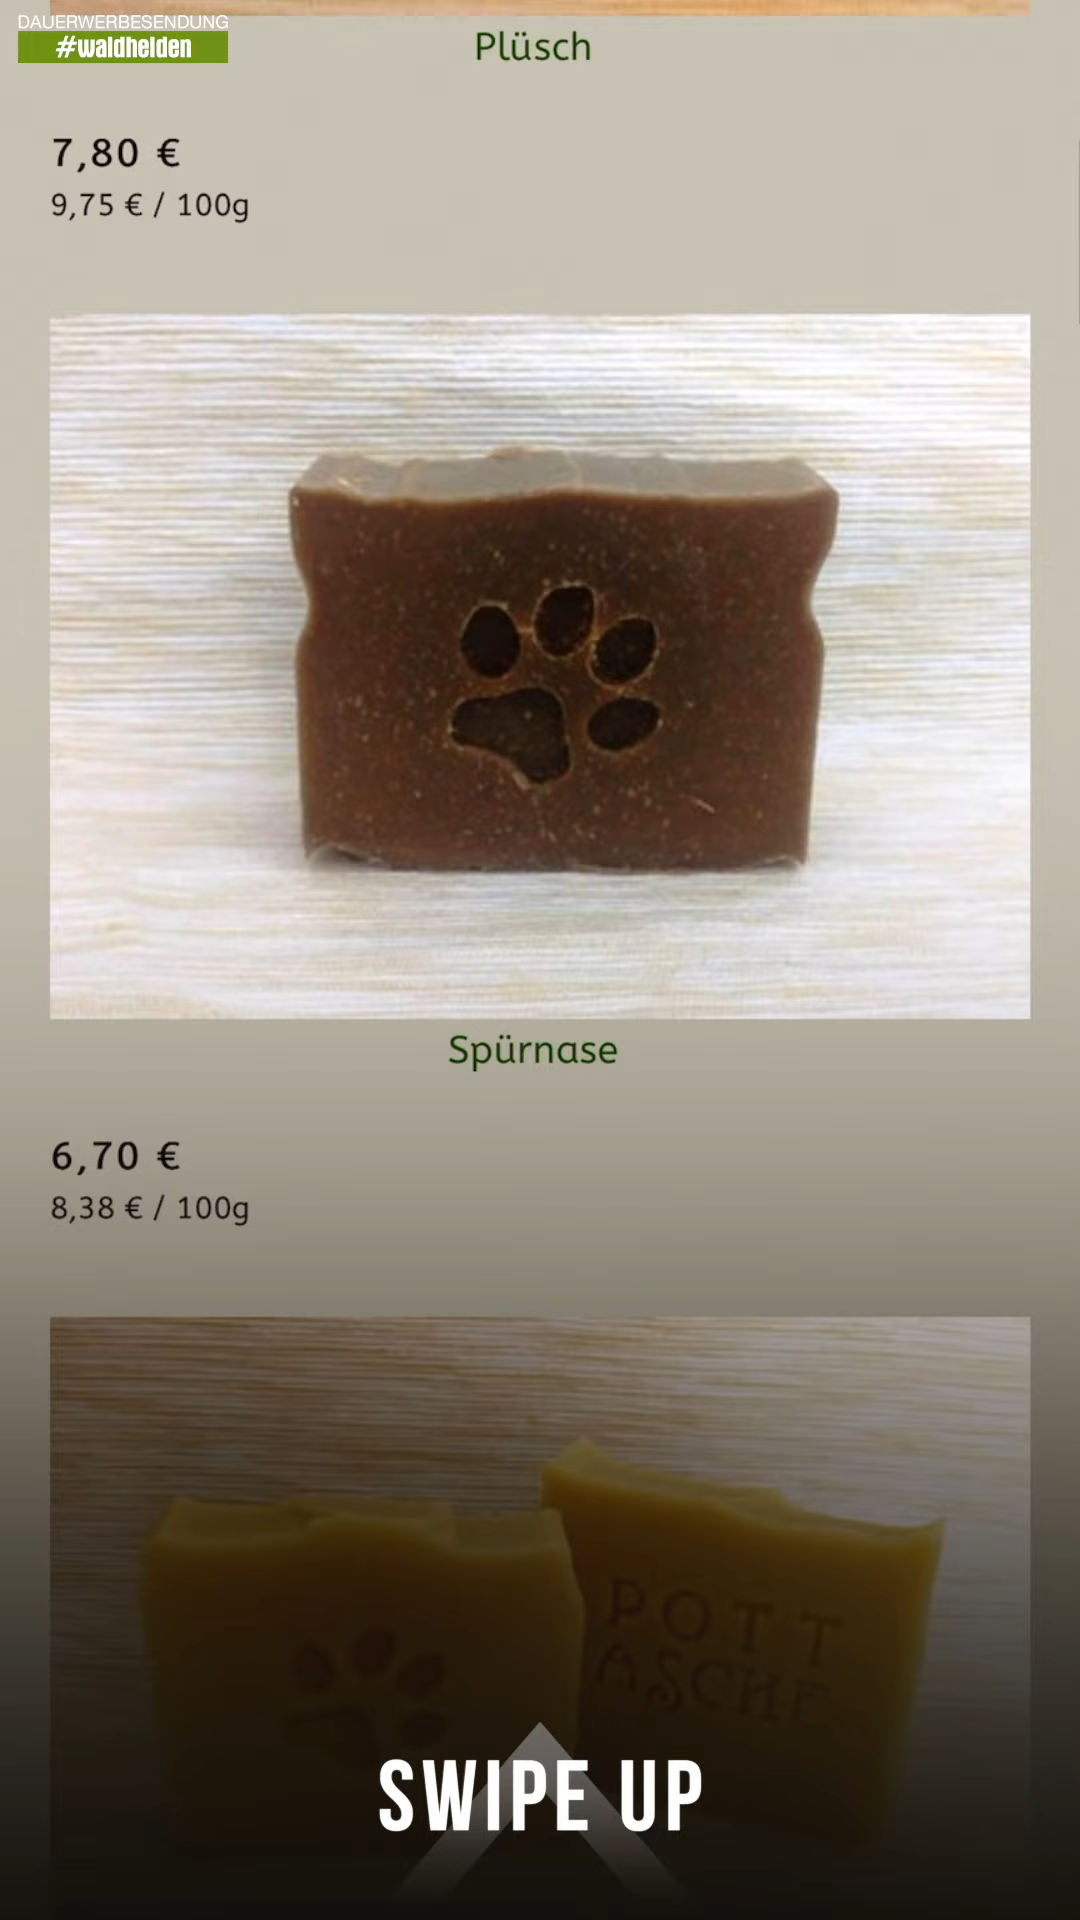 DAUERWERBESENDUNG
#waldhelden
Plüsch
7,80 €
9,75 € / 100g
Spürnase
6,70 €
8,38 € / 100g
POTT
ASCHE
SWIPE UP